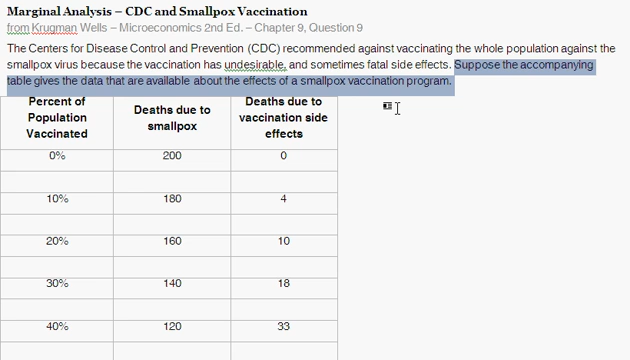 Marginal Analysis – CDC and Smallpox Vaccination
from Krugman Wells – Microeconomics 2nd Ed. – Chapter 9, Question 9
The Centers for Disease Control and Prevention (CDC) recommended against vaccinating the whole population against the
smallpox virus because the vaccination has undesirable, and sometimes fatal side effects. Suppose the accompanying
table gives the data that are available about the effects of a smallpox vaccination program.
Percent of Population Vaccinated Deaths due to smallpox Deaths due to vaccination side effects
0% 200 0
10% 180 4
20% 160 10
30% 140 18
40% 120 33